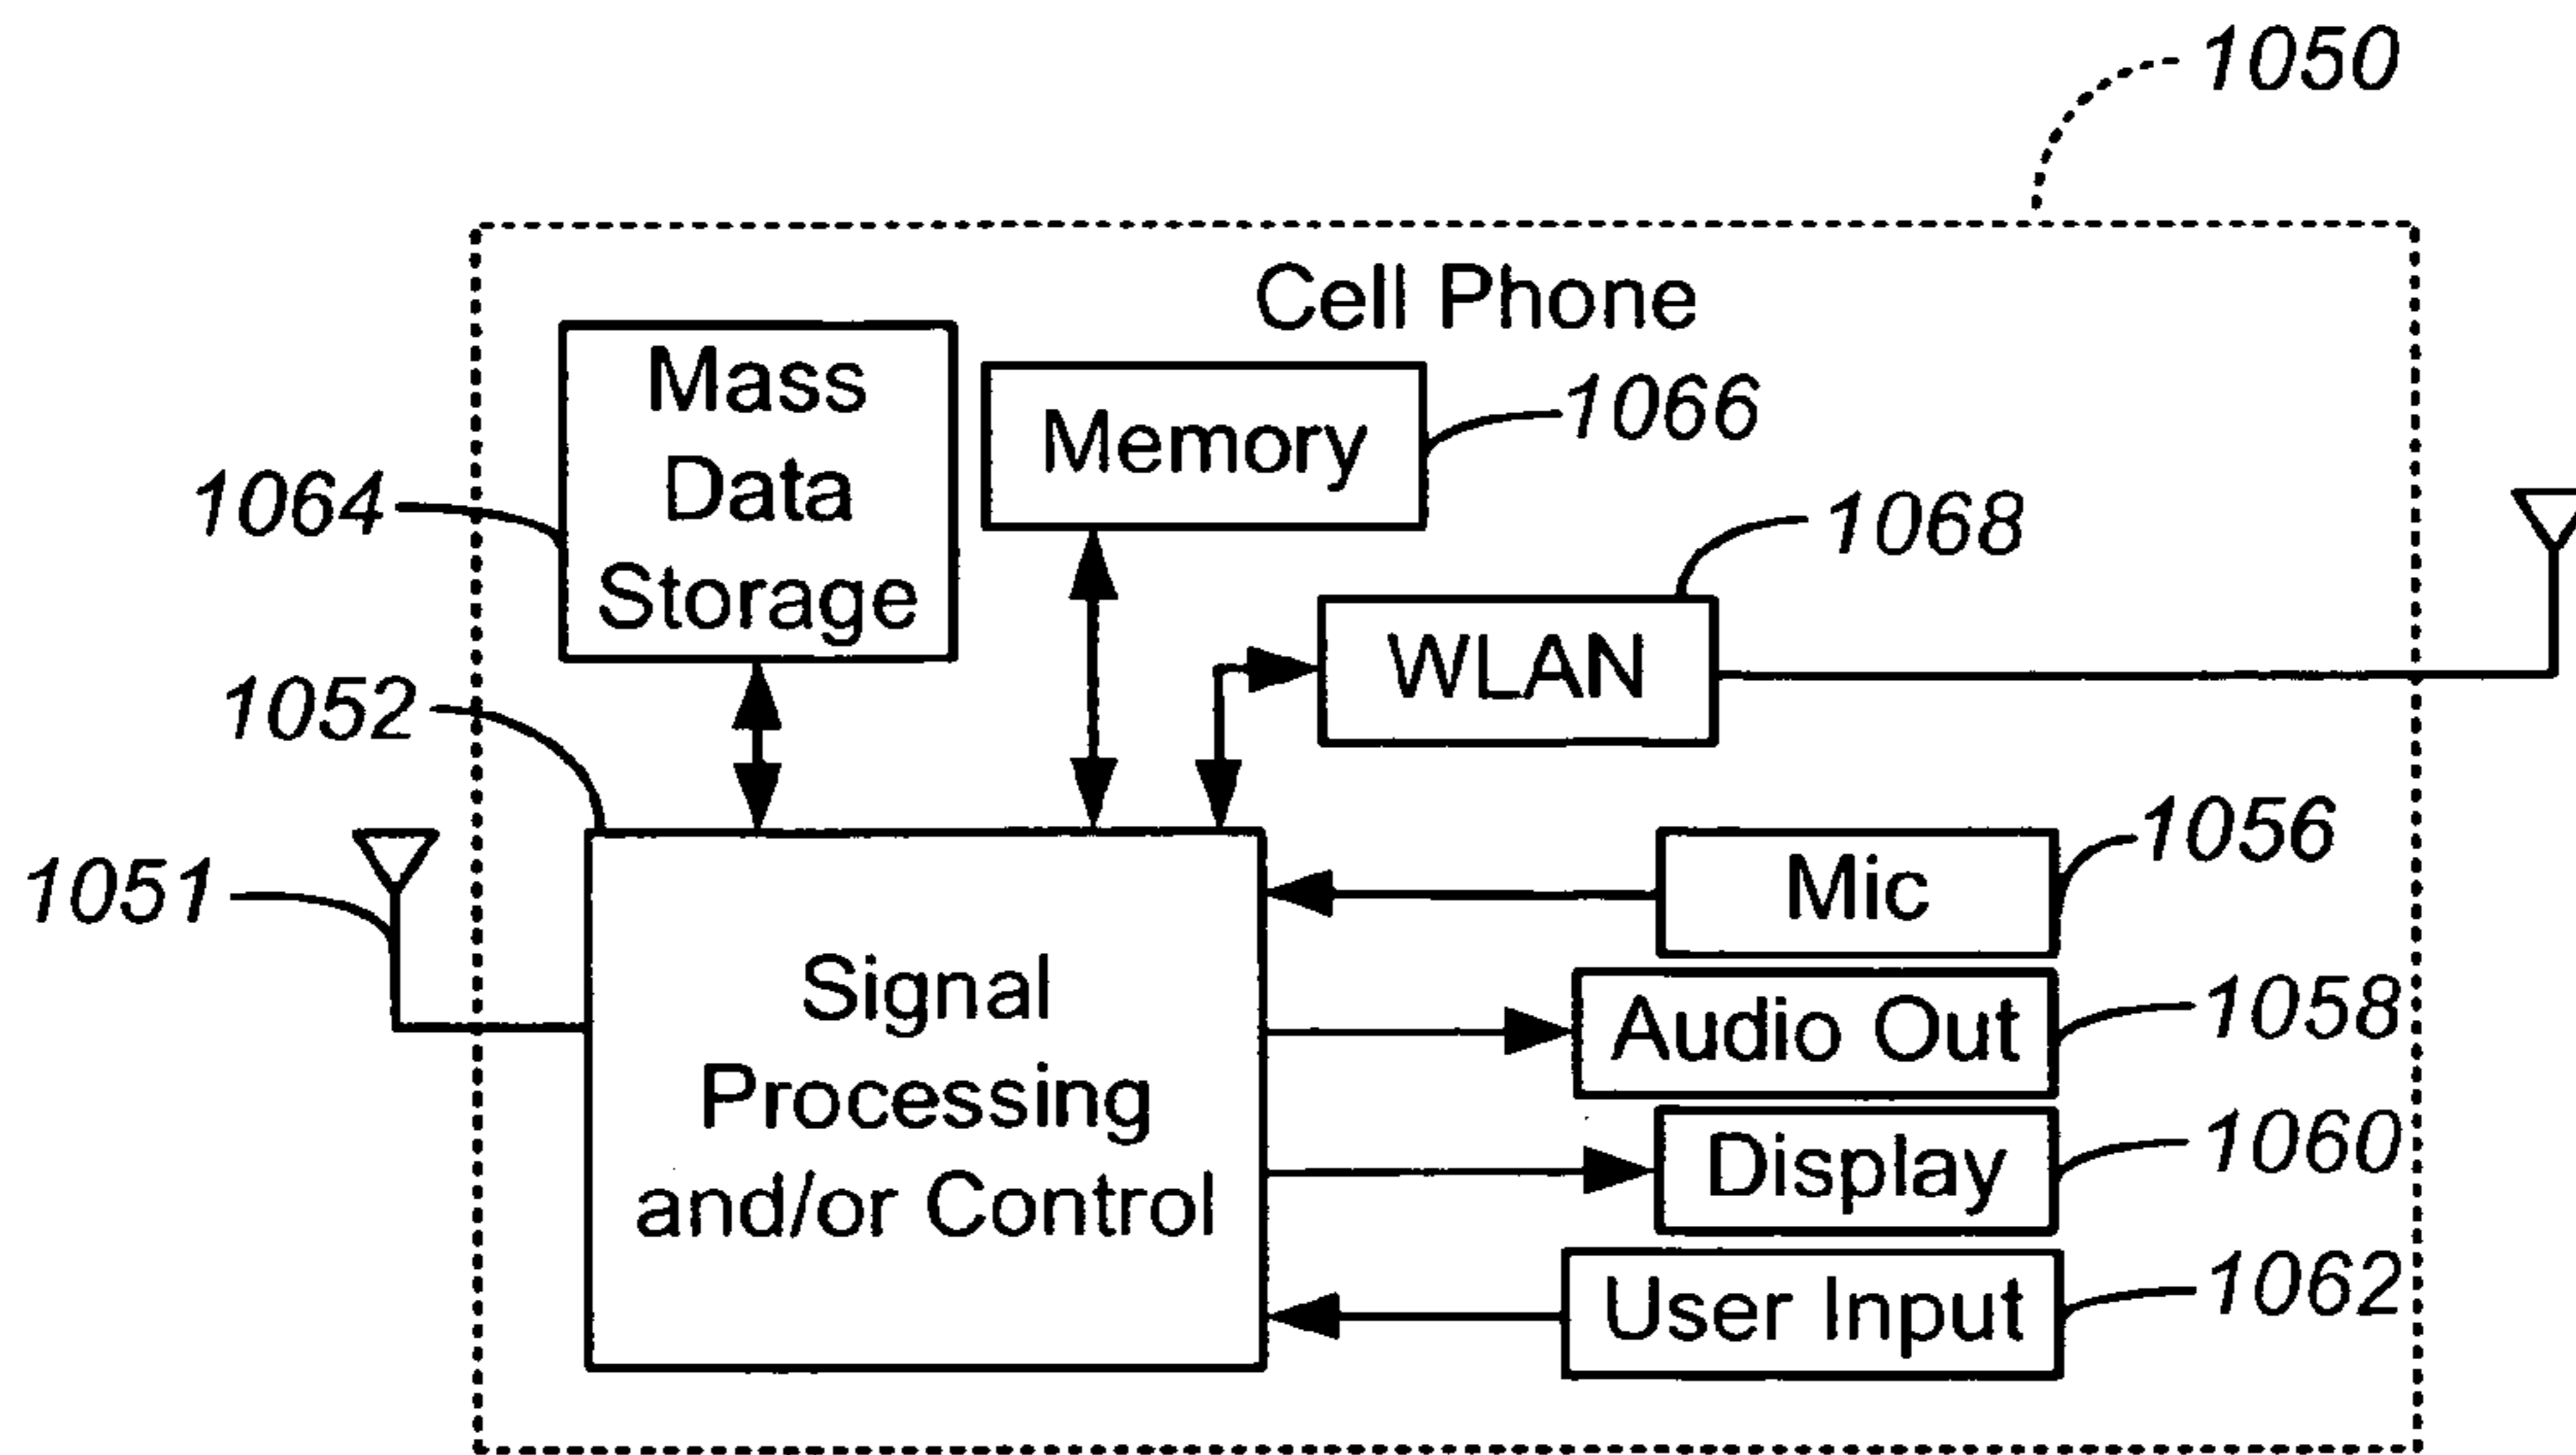 1050
Cell Phone
Mass
Data
Storage
1064
Memory
1066
WLAN
1068
1052
1051
Signal
Processing
and/or Control
Mic
1056
Audio Out
1058
Display
1060
User Input
1062